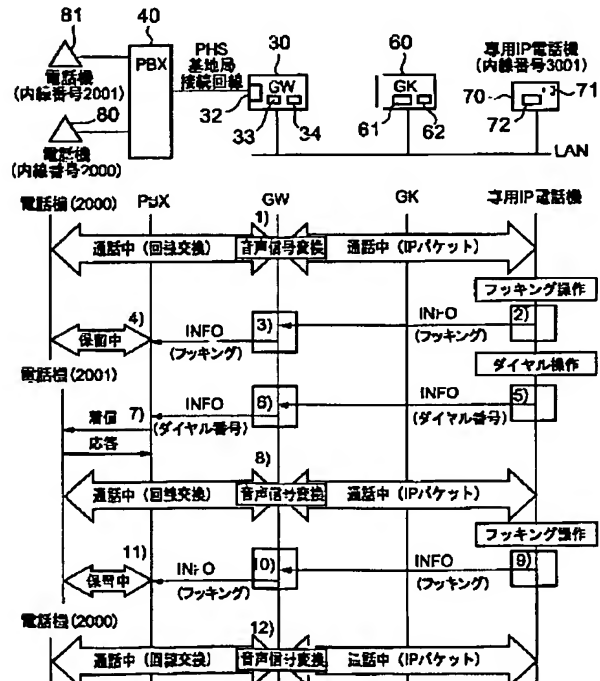 81
40
30
60
専用IP電話機
(内線番号3001)
PBX
PHS
基地局
接続回線
電話機
(内線番号2001)
GW
GK
70
71
32
33
34
61
62
72
80
電話機
(内線番号2000)
LAN
電話機(2000)
PBX
GW
GK
専用IP電話機
1)
通話中(回線交換)
音声信号変換
通話中(IPパケット)
フッキング操作
4)
INFO
3)
INFO
2)
保留中
(フッキング)
(フッキング)
ダイヤル操作
電話機(2001)
着信
7)
INFO
6)
INFO
5)
(ダイヤル番号)
(ダイヤル番号)
応答
8)
通話中(回線交換)
音声信号変換
通話中(IPパケット)
フッキング操作
11)
INFO
10)
INFO
9)
保留中
(フッキング)
(フッキング)
電話機(2000)
12)
通話中(回線交換)
音声信号変換
通話中(IPパケット)